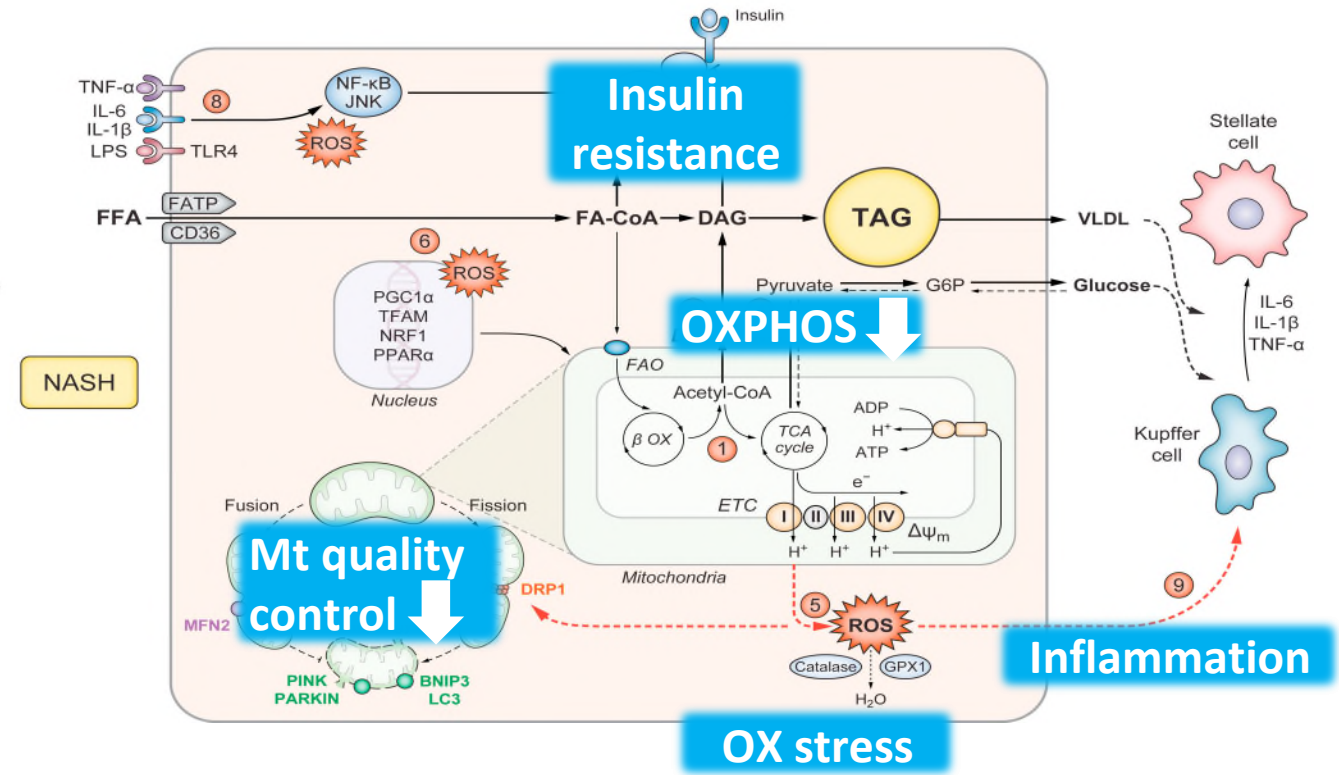 Insulin
TNF-α
IL-6
IL-1β
LPS
TLR4
8
NF-κB
JNK
ROS
Insulin
resistance
Stellate
cell
FFA
FATP
CD36
FA-CoA
DAG
TAG
VLDL
6
ROS
PGC1α
TFAM
NRF1
PPARα
Nucleus
Pyruvate
G6P
Glucose
IL-6
IL-1β
TNF-α
OXPHOS
NASH
FAO
Acetyl-CoA
β OX
1
TCA
cycle
ADP
H⁺
ATP
Kupffer
cell
e⁻
ETC
I
II
III
IV
ΔΨm
H⁺
H⁺
H⁺
Mitochondria
Fusion
Fission
Mt quality
control
DRP1
MFN2
PINK
PARKIN
BNIP3
LC3
5
ROS
9
Catalase
GPX1
H₂O
Inflammation
OX stress